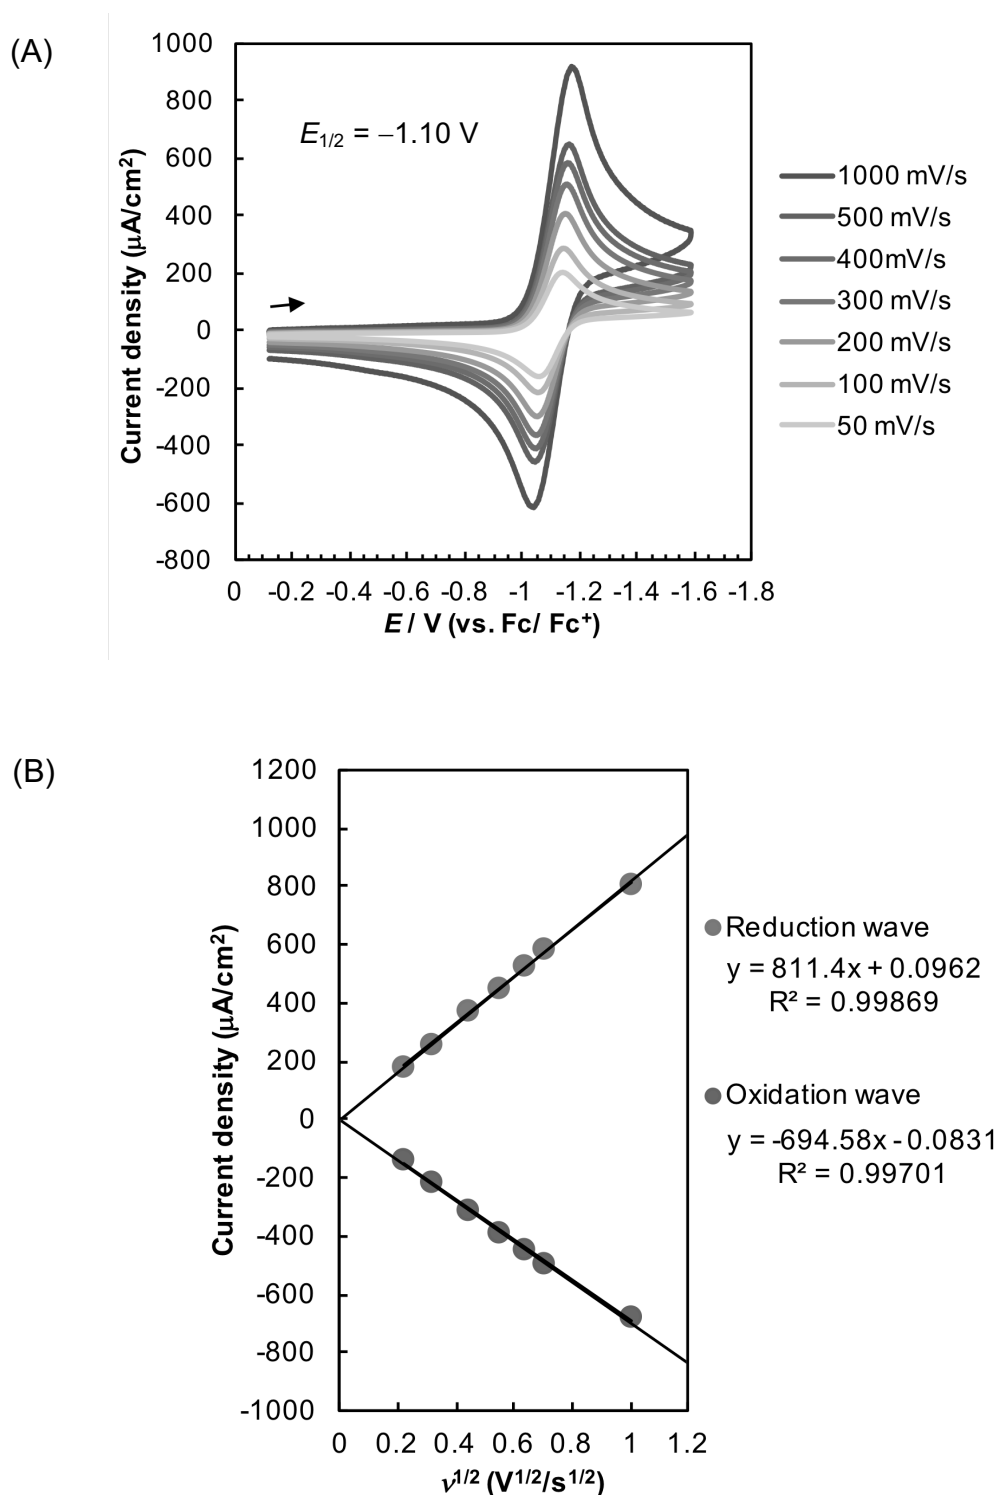 (A)
1000
800
600
400
200
0
-200
-400
-600
-800
Current density (μA/cm²)
E1/2 = −1.10 V
0 -0.2 -0.4 -0.6 -0.8 -1 -1.2 -1.4 -1.6 -1.8
E / V (vs. Fc/ Fc⁺)
1000 mV/s
500 mV/s
400mV/s
300 mV/s
200 mV/s
100 mV/s
50 mV/s
(B)
1200
1000
800
600
400
200
0
-200
-400
-600
-800
-1000
Current density (μA/cm²)
0 0.2 0.4 0.6 0.8 1 1.2
ν1/2 (V1/2/s1/2)
Reduction wave
y = 811.4x + 0.0962
R² = 0.99869
Oxidation wave
y = -694.58x - 0.0831
R² = 0.99701